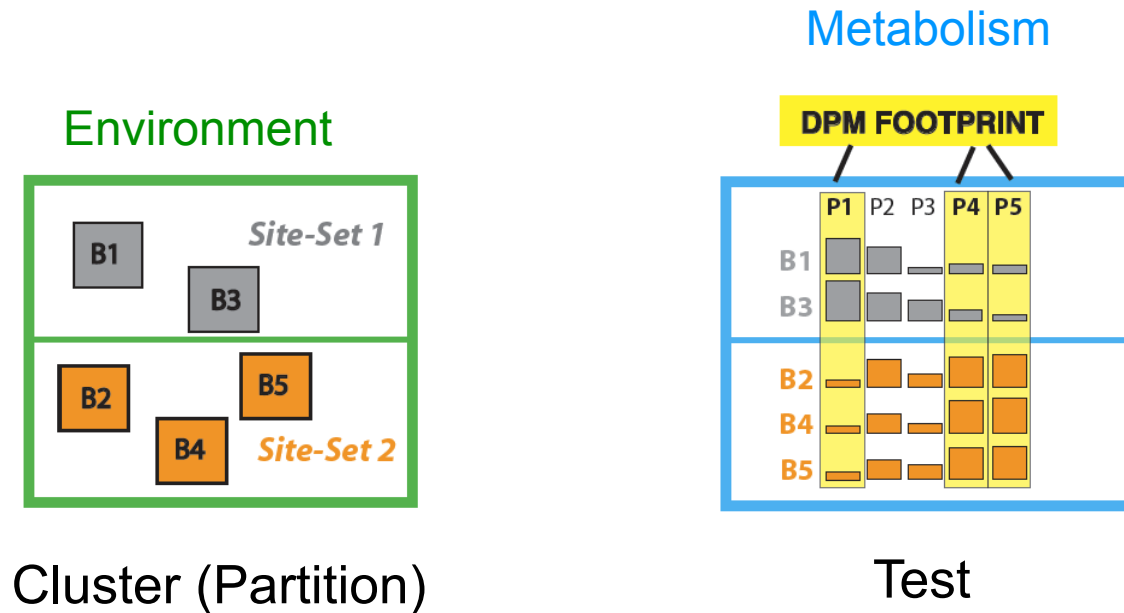 Environment
Site-Set 1
B1
B3
B2
B5
B4
Site-Set 2
Cluster (Partition)
Metabolism
DPM FOOTPRINT
P1 P2 P3 P4 P5
B1
B3
B2
B4
B5
Test